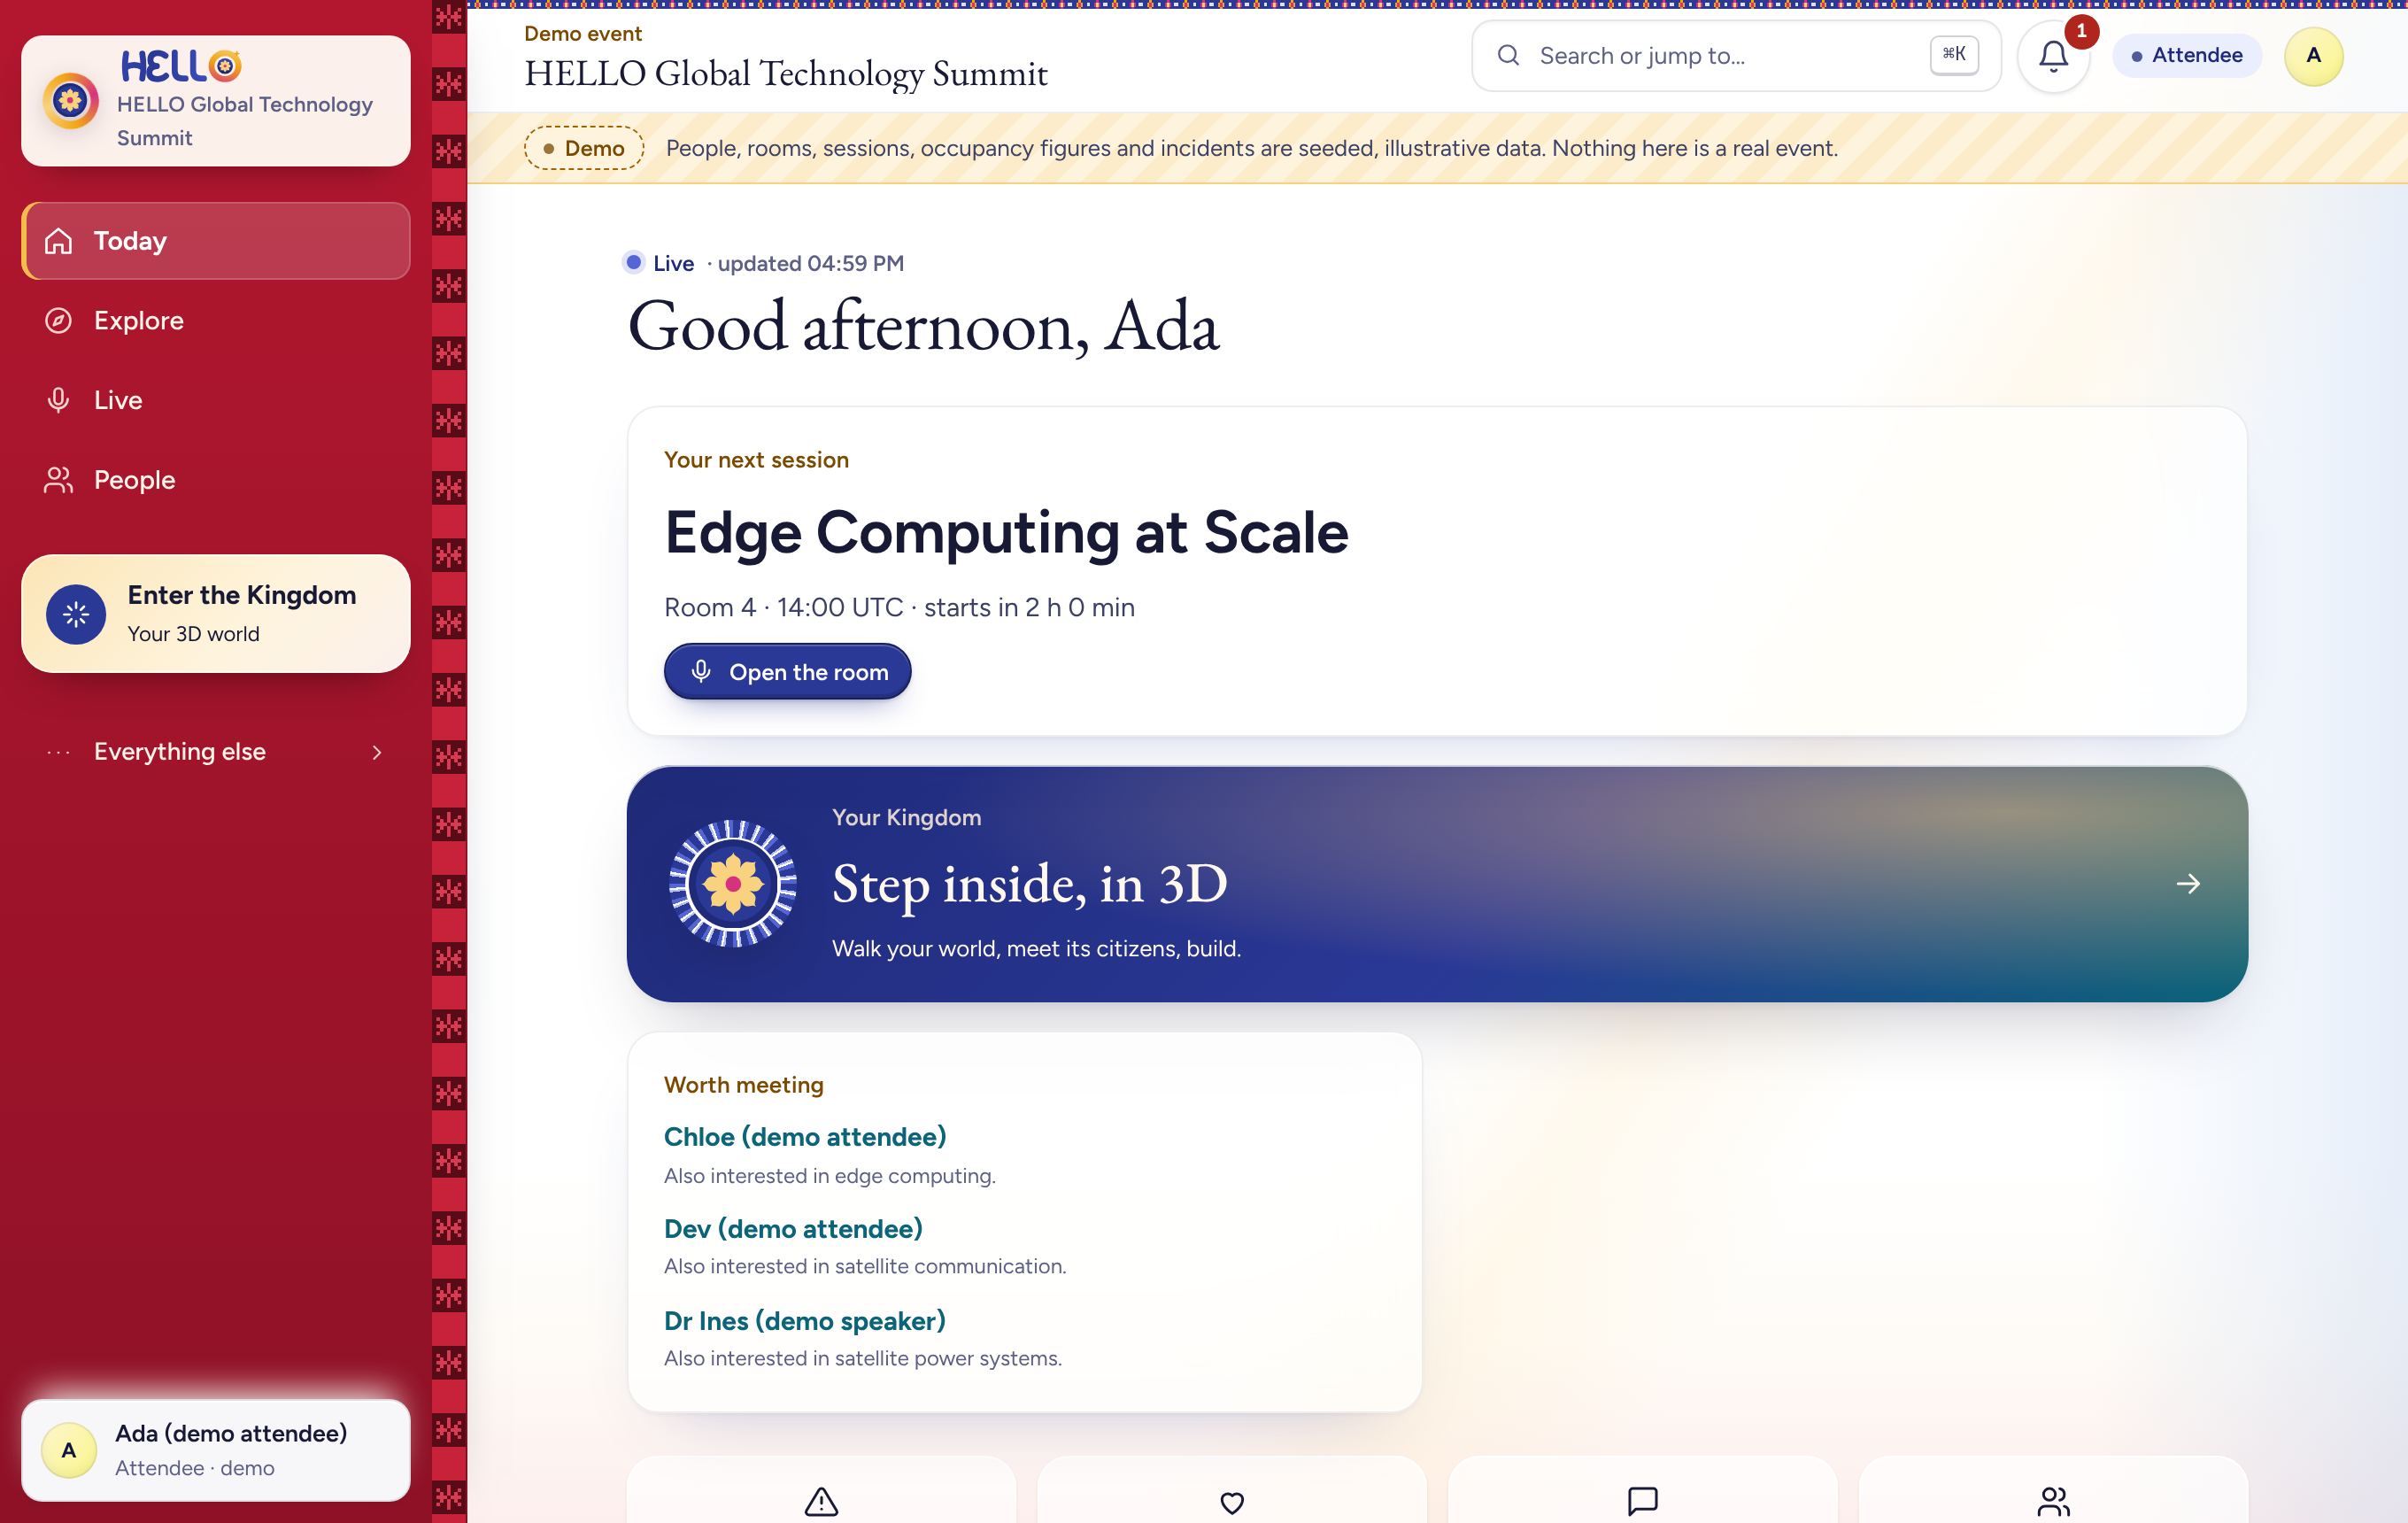 HELLO
HELLO Global Technology
Summit
Today
Explore
Live
People
Enter the Kingdom
Your 3D world
Everything else
A
Ada (demo attendee)
Attendee · demo
Demo event
HELLO Global Technology Summit
Search or jump to...
⌘K
1
Attendee
A
Demo
People, rooms, sessions, occupancy figures and incidents are seeded, illustrative data. Nothing here is a real event.
Live · updated 04:59 PM
Good afternoon, Ada
Your next session
Edge Computing at Scale
Room 4 · 14:00 UTC · starts in 2 h 0 min
Open the room
Your Kingdom
Step inside, in 3D
Walk your world, meet its citizens, build.
Worth meeting
Chloe (demo attendee)
Also interested in edge computing.
Dev (demo attendee)
Also interested in satellite communication.
Dr Ines (demo speaker)
Also interested in satellite power systems.